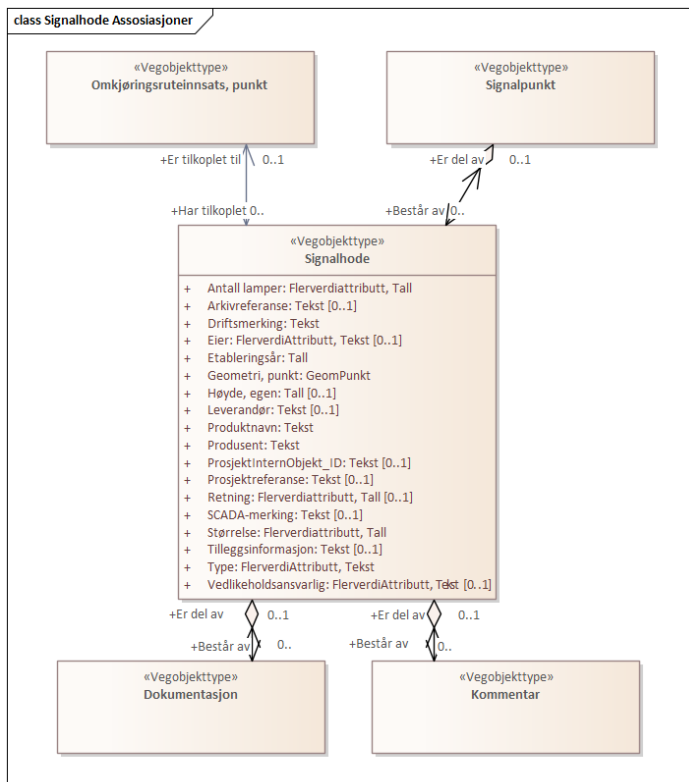 class Signalhode Assosiasjoner
«Vegobjekttype»
Omkjøringsruteinnsats, punkt
«Vegobjekttype»
Signalpunkt
+Er tilkoplet til 0..1
+Er del av 0..1
+Har tilkoplet 0..
+Består av 0..
«Vegobjekttype»
Signalhode
+ Antall lamper: Flerverdiattributt, Tall
+ Arkivreferanse: Tekst [0..1]
+ Driftsmerking: Tekst
+ Eier: FlerverdiAttributt, Tekst [0..1]
+ Etableringsår: Tall
+ Geometri, punkt: GeomPunkt
+ Høyde, egen: Tall [0..1]
+ Leverandør: Tekst [0..1]
+ Produktnavn: Tekst
+ Produsent: Tekst
+ ProsjektInternObjekt_ID: Tekst [0..1]
+ Prosjektreferanse: Tekst [0..1]
+ Retning: Flerverdiattributt, Tall [0..1]
+ SCADA-merking: Tekst [0..1]
+ Størrelse: Flerverdiattributt, Tall
+ Tilleggsinformasjon: Tekst [0..1]
+ Type: FlerverdiAttributt, Tekst
+ Vedlikeholdsansvarlig: FlerverdiAttributt, Tekst [0..1]
+Er del av 0..1
+Er del av 0..1
+Består av 0..
+Består av 0..
«Vegobjekttype»
Dokumentasjon
«Vegobjekttype»
Kommentar